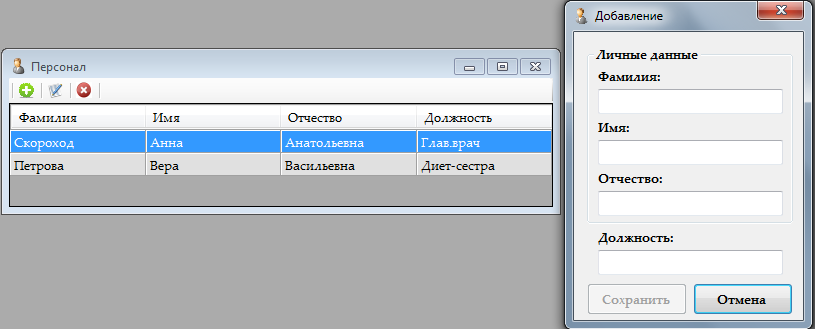 Персонал
Фамилия Имя Отчество Должность
Скороход Анна Анатольевна Глав.врач
Петрова Вера Васильевна Диет-сестра
Добавление
Личные данные
Фамилия:
Имя:
Отчество:
Должность:
Сохранить Отмена